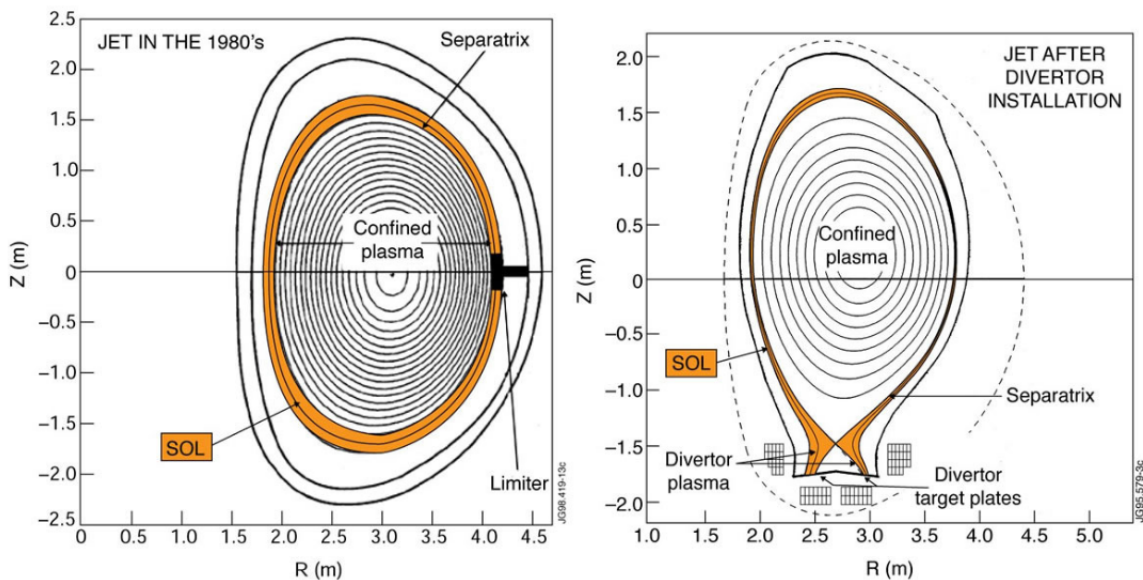 JET IN THE 1980's
Separatrix
Confined
plasma
SOL
Limiter
2.5
2.0
1.5
1.0
0.5
0
–0.5
–1.0
–1.5
–2.0
–2.5
Z (m)
0 0.5 1.0 1.5 2.0 2.5 3.0 3.5 4.0 4.5
R (m)
JG98.419-13c
JET AFTER
DIVERTOR
INSTALLATION
Confined
plasma
SOL
Separatrix
Divertor
plasma
Divertor
target plates
2.0
1.5
1.0
0.5
0
–0.5
–1.0
–1.5
–2.0
Z (m)
1.0 1.5 2.0 2.5 3.0 3.5 4.0 4.5 5.0
R (m)
JG95.579-3c